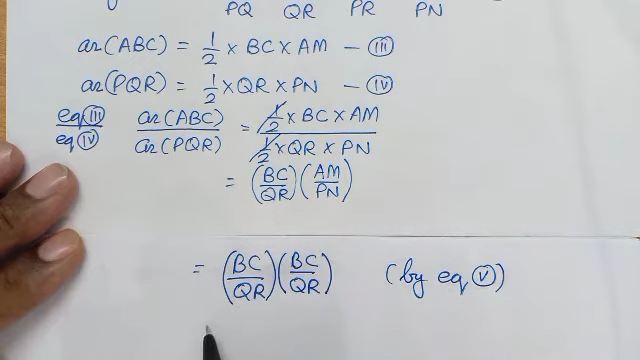 PQ QR PR PN
ar(ABC) = 1/2 × BC × AM — (III)
ar(PQR) = 1/2 × QR × PN — (IV)
eq (III) / eq (IV) ar(ABC) / ar(PQR) = 1/2 × BC × AM / 1/2 × QR × PN
= (BC/QR) (AM/PN)
= (BC/QR) (BC/QR) (by eq (V))